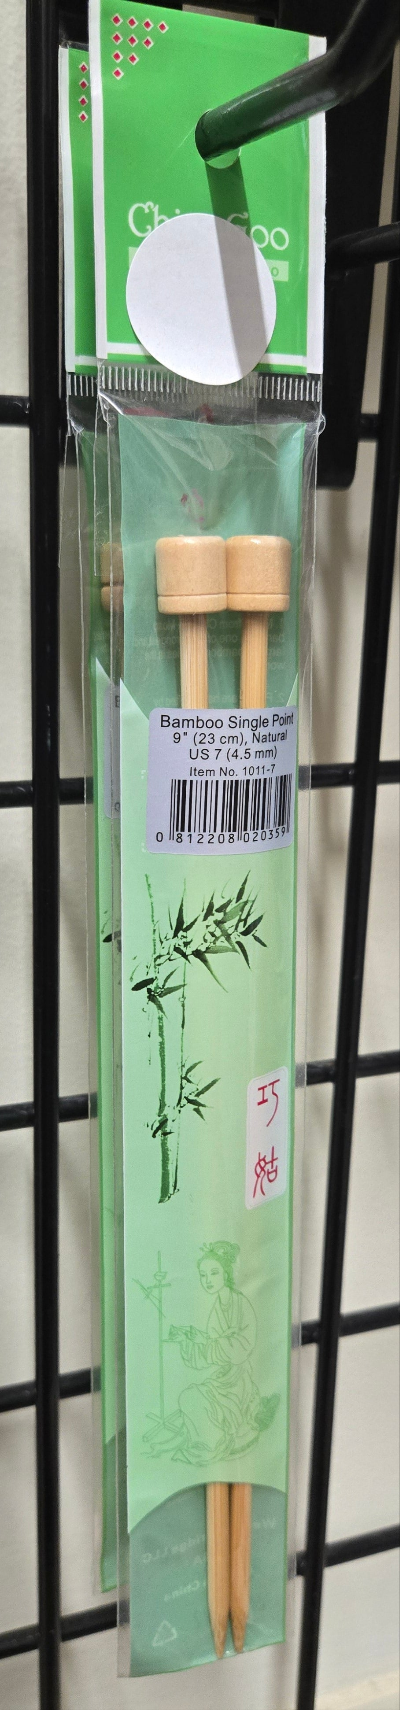 Bamboo Single Point
9" (23 cm), Natural
US 7 (4.5 mm)
Item No. 1011-7
0 812208 020359
巧
姑